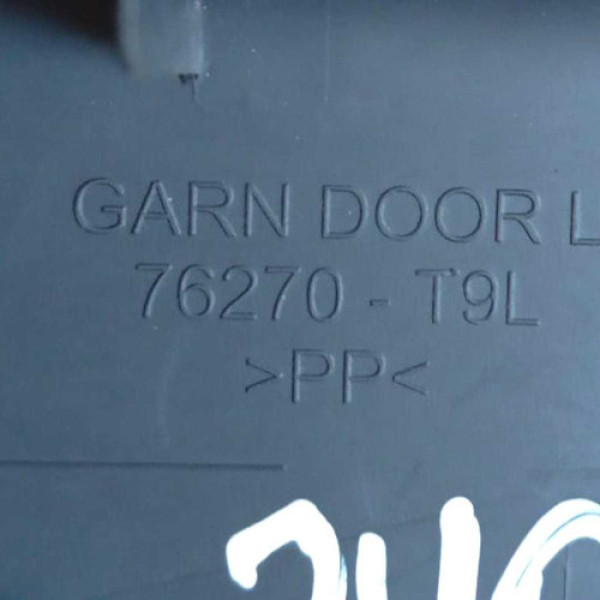 GARN DOOR L
76270 - T9L
>PP<